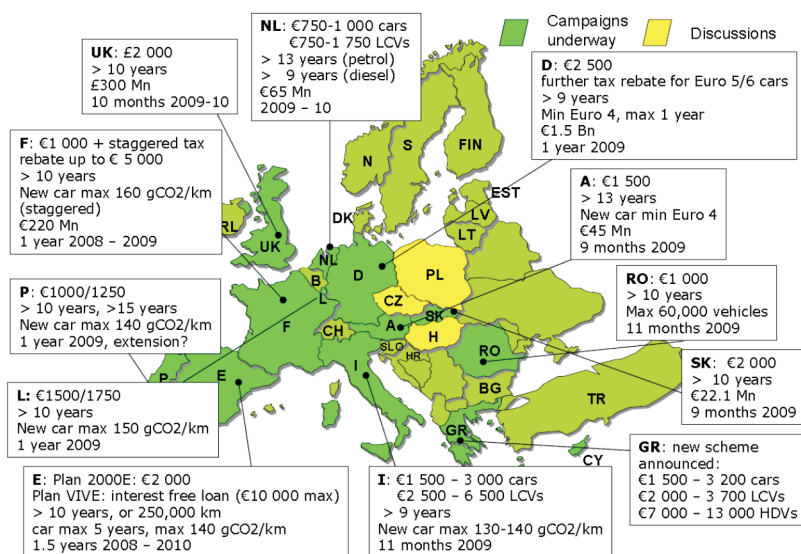 Campaigns underway
Discussions
UK: £2 000
> 10 years
£300 Mn
10 months 2009-10
NL: €750-1 000 cars
€750-1 750 LCVs
> 13 years (petrol)
> 9 years (diesel)
€65 Mn
2009 – 10
D: €2 500
further tax rebate for Euro 5/6 cars
> 9 years
Min Euro 4, max 1 year
€1.5 Bn
1 year 2009
F: €1 000 + staggered tax
rebate up to € 5 000
> 10 years
New car max 160 gCO2/km
(staggered)
€220 Mn
1 year 2008 – 2009
A: €1 500
> 13 years
New car min Euro 4
€45 Mn
9 months 2009
P: €1000/1250
> 10 years, >15 years
New car max 140 gCO2/km
1 year 2009, extension?
RO: €1 000
> 10 years
Max 60,000 vehicles
11 months 2009
L: €1500/1750
> 10 years
New car max 150 gCO2/km
1 year 2009
SK: €2 000
> 10 years
€22.1 Mn
9 months 2009
E: Plan 2000E: €2 000
Plan VIVE: interest free loan (€10 000 max)
> 10 years, or 250,000 km
car max 5 years, max 140 gCO2/km
1.5 years 2008 – 2010
I: €1 500 – 3 000 cars
€2 500 – 6 500 LCVs
> 9 years
New car max 130-140 gCO2/km
11 months 2009
GR: new scheme
announced:
€1 500 – 3 200 cars
€2 000 – 3 700 LCVs
€7 000 – 13 000 HDVs
N
S
FIN
EST
LV
LT
DK
RL
UK
NL
B
D
PL
L
CZ
SK
F
CH
A
H
SLO
HR
RO
P
E
I
BG
TR
GR
CY